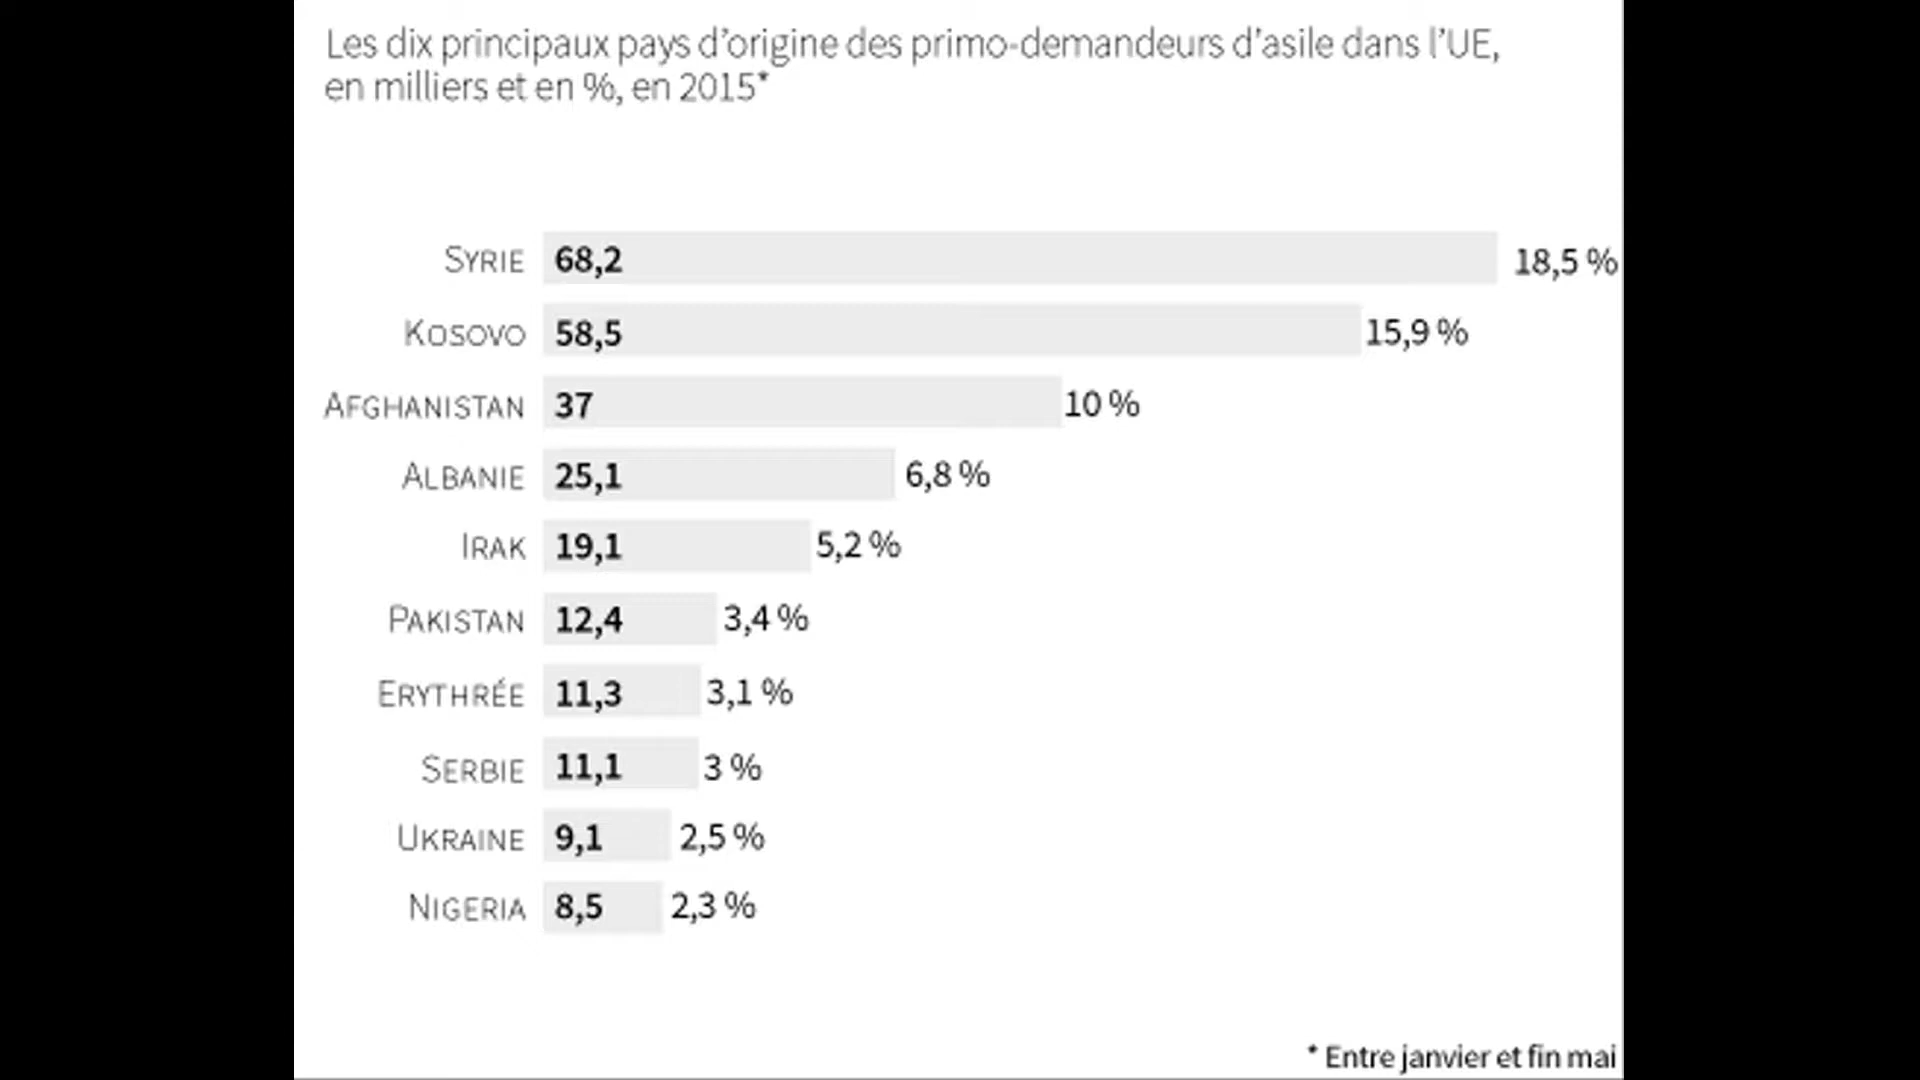 Les dix principaux pays d’origine des primo-demandeurs d’asile dans l’UE,
en milliers et en %, en 2015*
SYRIE 68,2 18,5 %
KOSOVO 58,5 15,9 %
AFGHANISTAN 37 10 %
ALBANIE 25,1 6,8 %
IRAK 19,1 5,2 %
PAKISTAN 12,4 3,4 %
ERYTHRÉE 11,3 3,1 %
SERBIE 11,1 3 %
UKRAINE 9,1 2,5 %
NIGERIA 8,5 2,3 %
* Entre janvier et fin mai